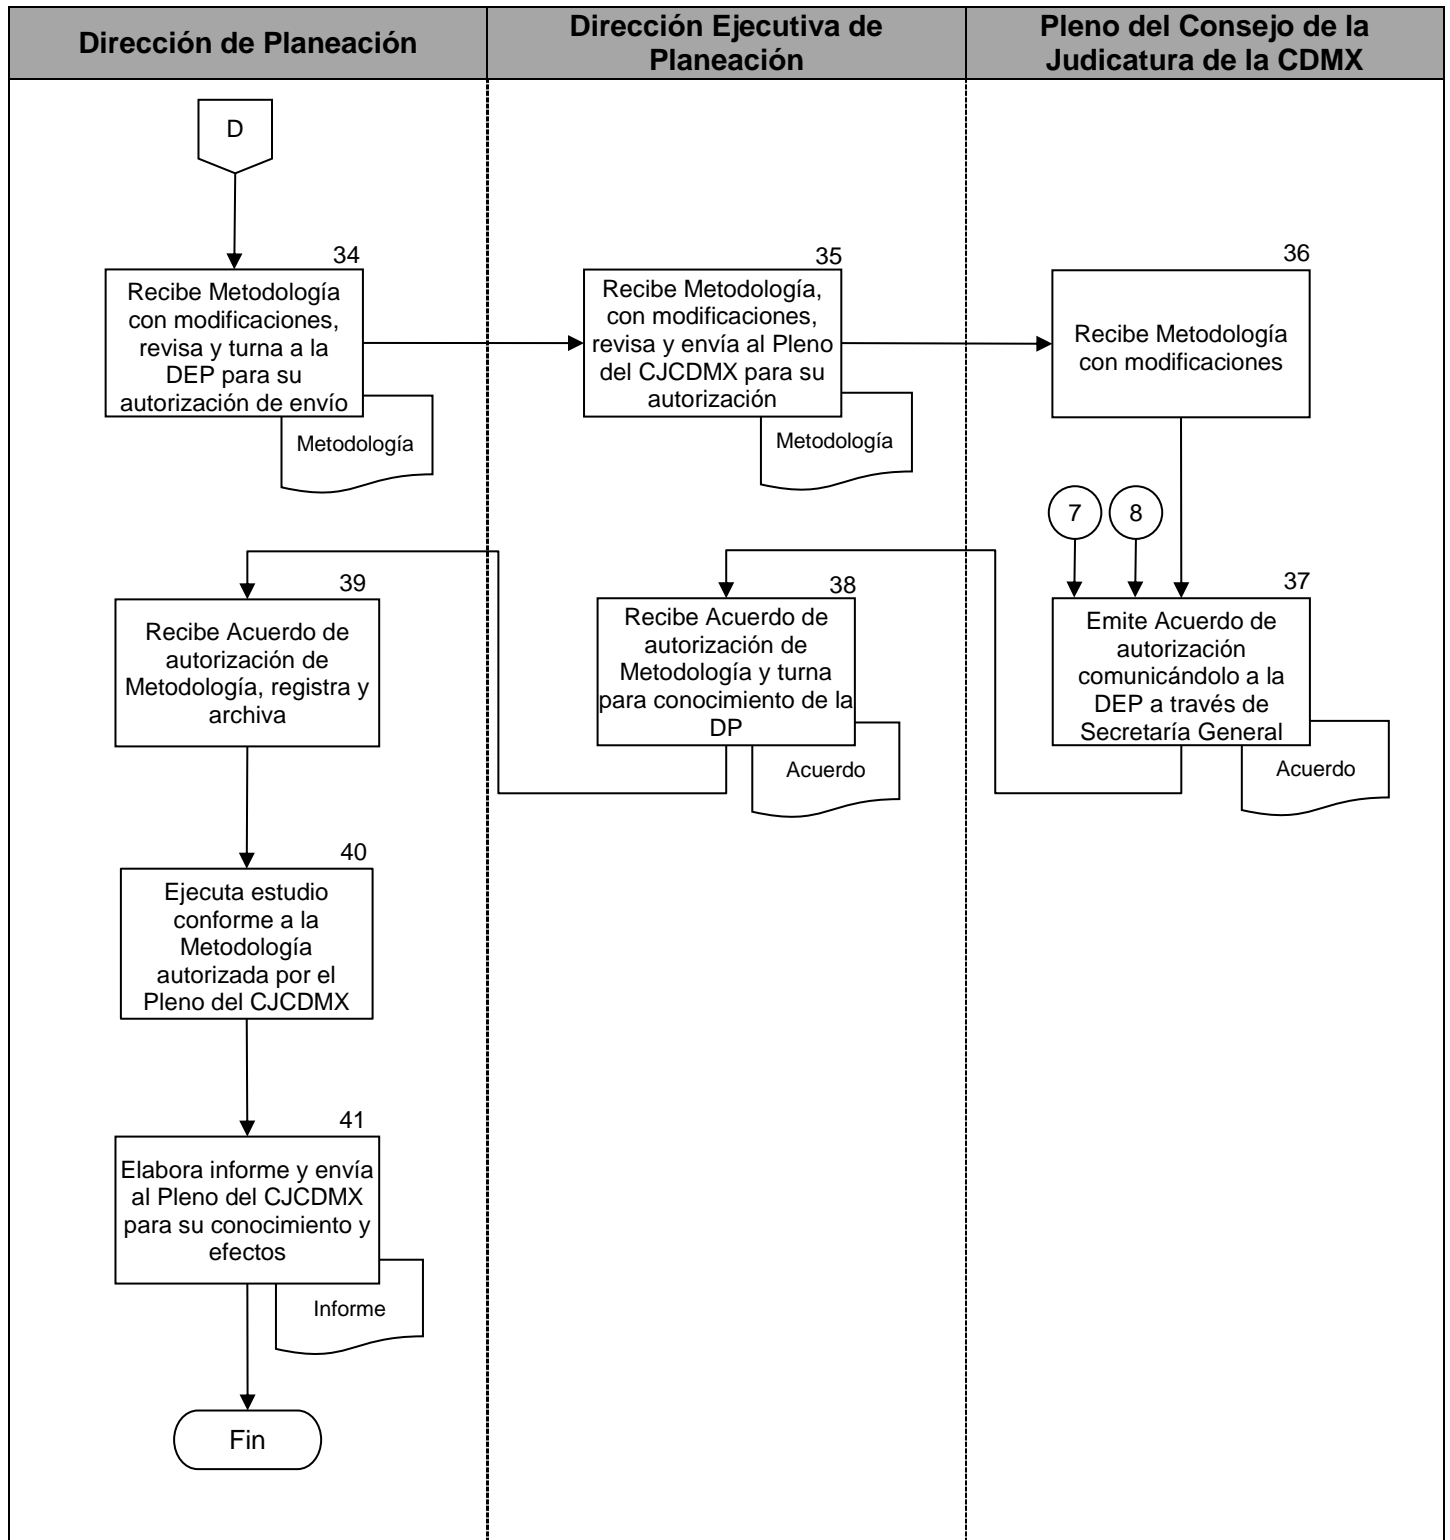 Dirección de Planeación
Dirección Ejecutiva de
Planeación
Pleno del Consejo de la
Judicatura de la CDMX
D
34
Recibe Metodología
con modificaciones,
revisa y turna a la
DEP para su
autorización de envío
Metodología
35
Recibe Metodología,
con modificaciones,
revisa y envía al Pleno
del CJCDMX para su
autorización
Metodología
36
Recibe Metodología
con modificaciones
7
8
37
Emite Acuerdo de
autorización
comunicándolo a la
DEP a través de
Secretaría General
Acuerdo
38
Recibe Acuerdo de
autorización de
Metodología y turna
para conocimiento de la
DP
Acuerdo
39
Recibe Acuerdo de
autorización de
Metodología, registra y
archiva
40
Ejecuta estudio
conforme a la
Metodología
autorizada por el
Pleno del CJCDMX
41
Elabora informe y envía
al Pleno del CJCDMX
para su conocimiento y
efectos
Informe
Fin